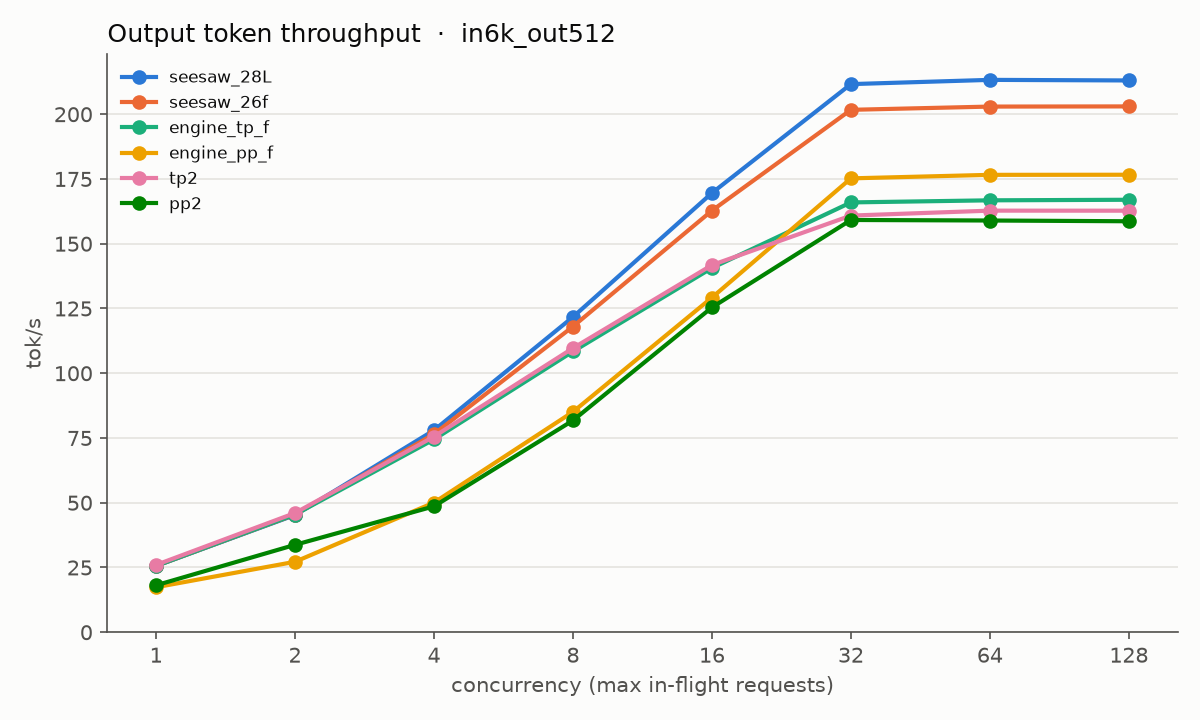 Output token throughput · in6k_out512
seesaw_28L
seesaw_26f
engine_tp_f
engine_pp_f
tp2
pp2
200
175
150
125
100
75
50
25
0
tok/s
1 2 4 8 16 32 64 128
concurrency (max in-flight requests)